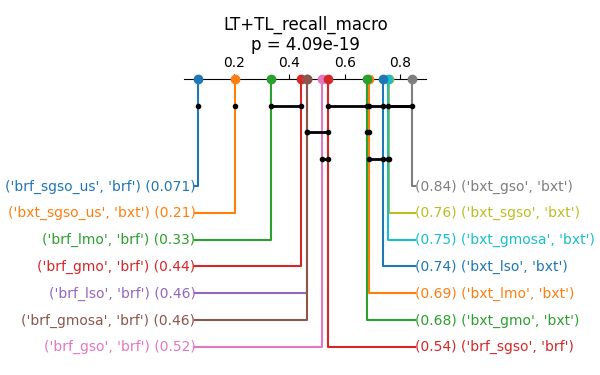 LT+TL_recall_macro
p = 4.09e-19
0.2 0.4 0.6 0.8
('brf_sgso_us', 'brf') (0.071)
('bxt_sgso_us', 'bxt') (0.21)
('brf_lmo', 'brf') (0.33)
('brf_gmo', 'brf') (0.44)
('brf_lso', 'brf') (0.46)
('brf_gmosa', 'brf') (0.46)
('brf_gso', 'brf') (0.52)
(0.84) ('bxt_gso', 'bxt')
(0.76) ('bxt_sgso', 'bxt')
(0.75) ('bxt_gmosa', 'bxt')
(0.74) ('bxt_lso', 'bxt')
(0.69) ('bxt_lmo', 'bxt')
(0.68) ('bxt_gmo', 'bxt')
(0.54) ('brf_sgso', 'brf')